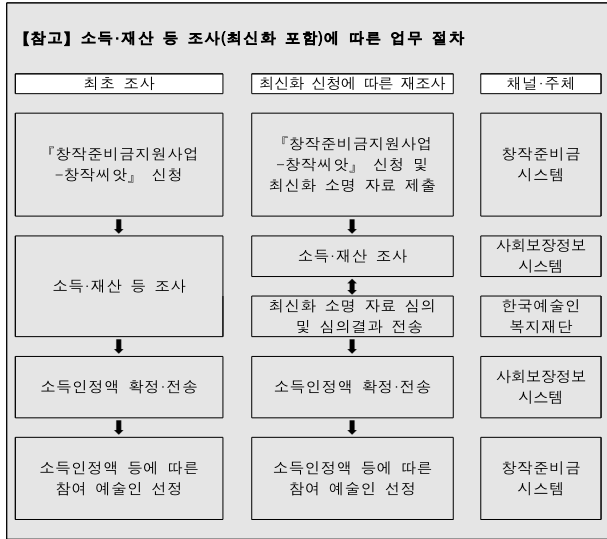 【참고】 소득·재산 등 조사(최신화 포함)에 따른 업무 절차
최초 조사
최신화 신청에 따른 재조사
채널·주체
『창작준비금지원사업
-창작씨앗』 신청
『창작준비금지원사업
-창작씨앗』 신청 및
최신화 소명 자료 제출
창작준비금
시스템
소득·재산 등 조사
소득·재산 조사
사회보장정보
시스템
최신화 소명 자료 심의
및 심의결과 전송
한국예술인
복지재단
소득인정액 확정·전송
소득인정액 확정·전송
사회보장정보
시스템
소득인정액 등에 따른
참여 예술인 선정
소득인정액 등에 따른
참여 예술인 선정
창작준비금
시스템